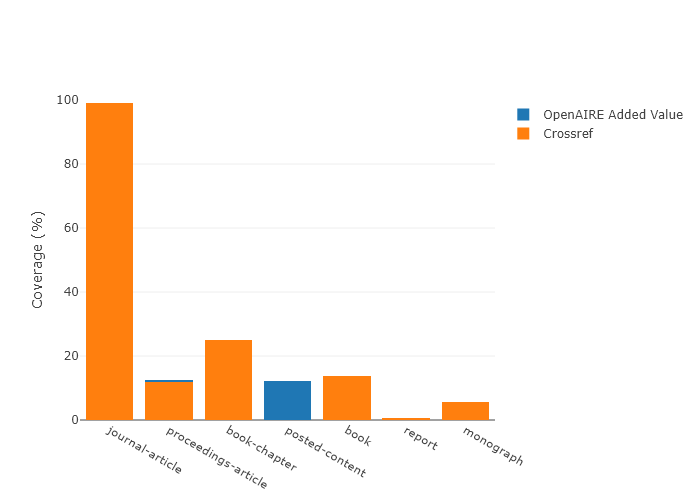 100
80
60
40
20
0
Coverage (%)
OpenAIRE Added Value
Crossref
journal-article
proceedings-article
book-chapter
posted-content
book
report
monograph